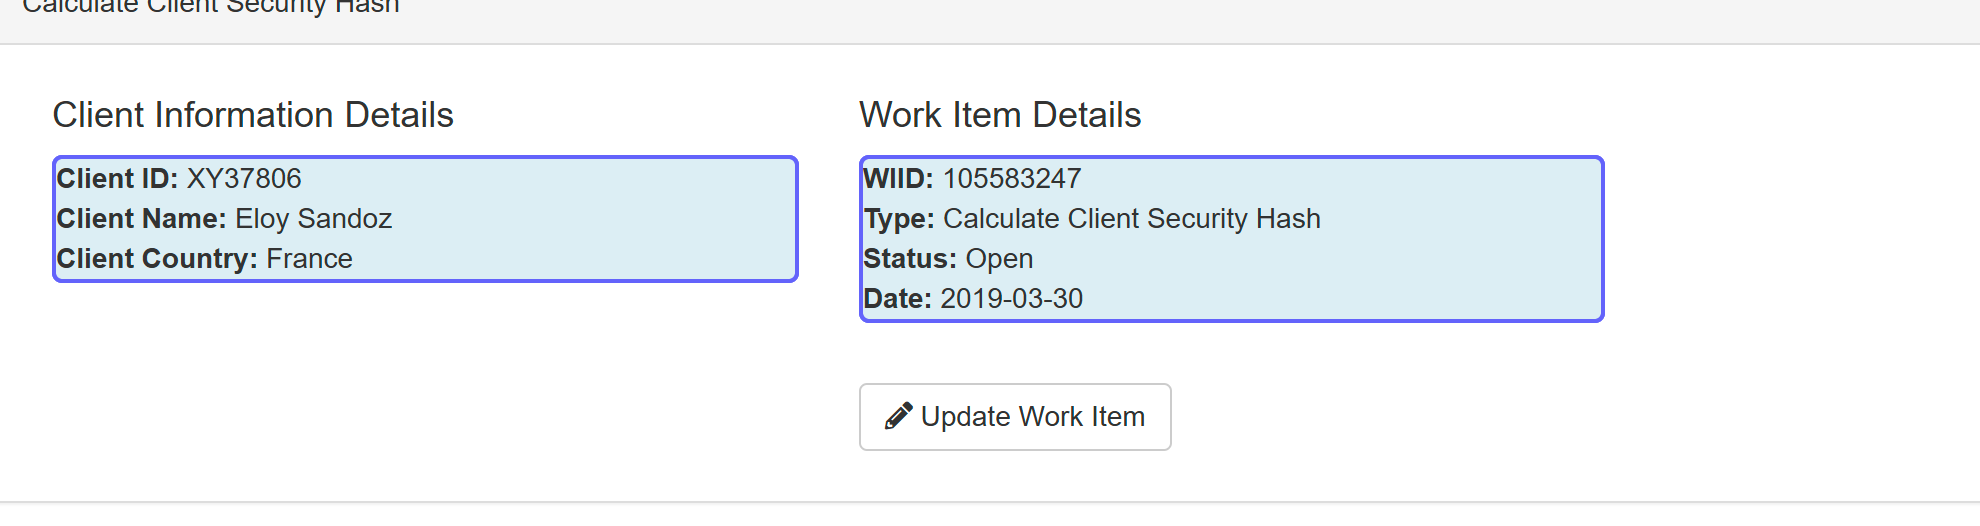 Calculate Client Security Hash
Client Information Details
Client ID: XY37806
Client Name: Eloy Sandoz
Client Country: France
Work Item Details
WIID: 105583247
Type: Calculate Client Security Hash
Status: Open
Date: 2019-03-30
Update Work Item